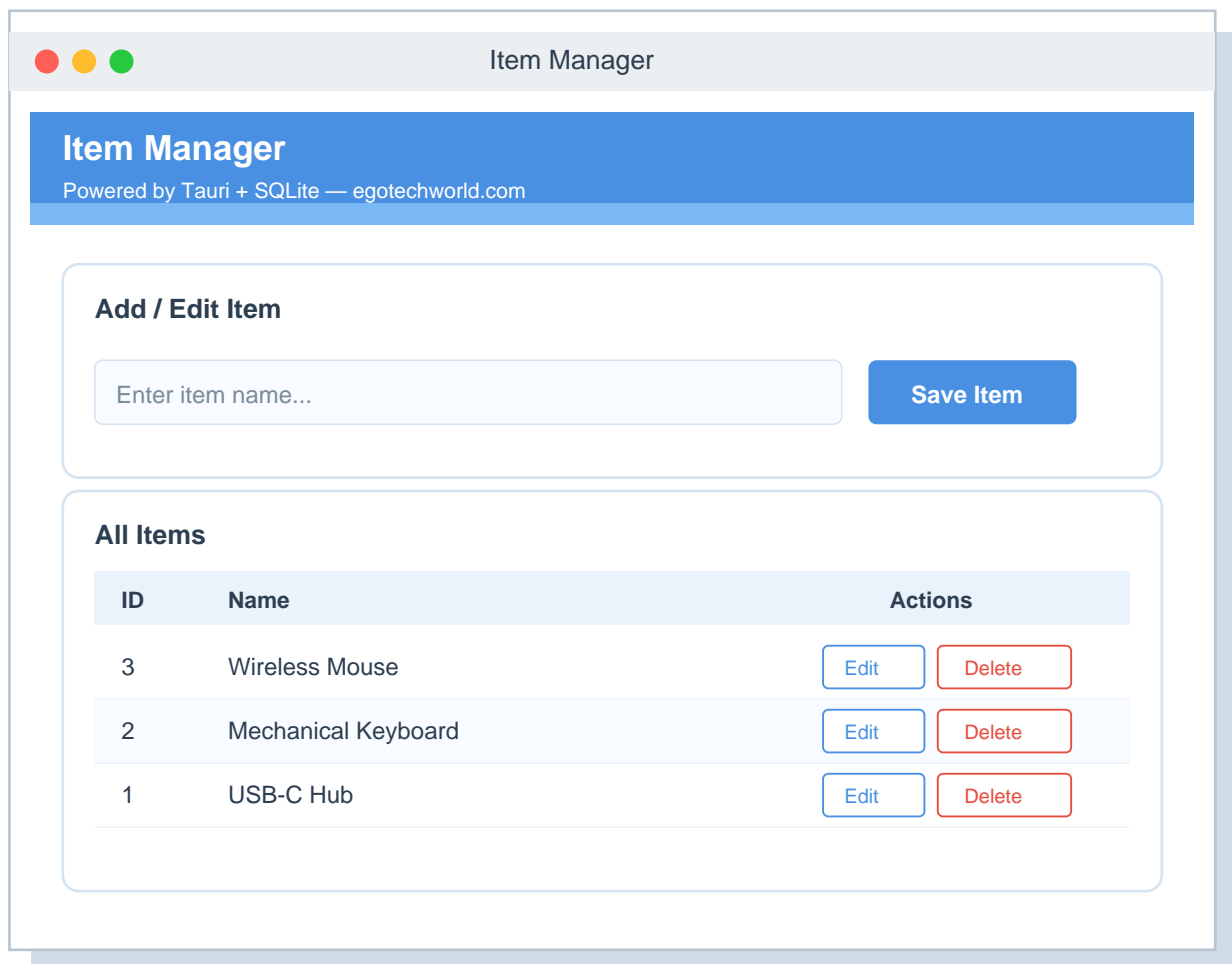 Item Manager
Item Manager
Powered by Tauri + SQLite — egotechworld.com
Add / Edit Item
Enter item name...
Save Item
All Items
ID Name Actions
3 Wireless Mouse Edit Delete
2 Mechanical Keyboard Edit Delete
1 USB-C Hub Edit Delete